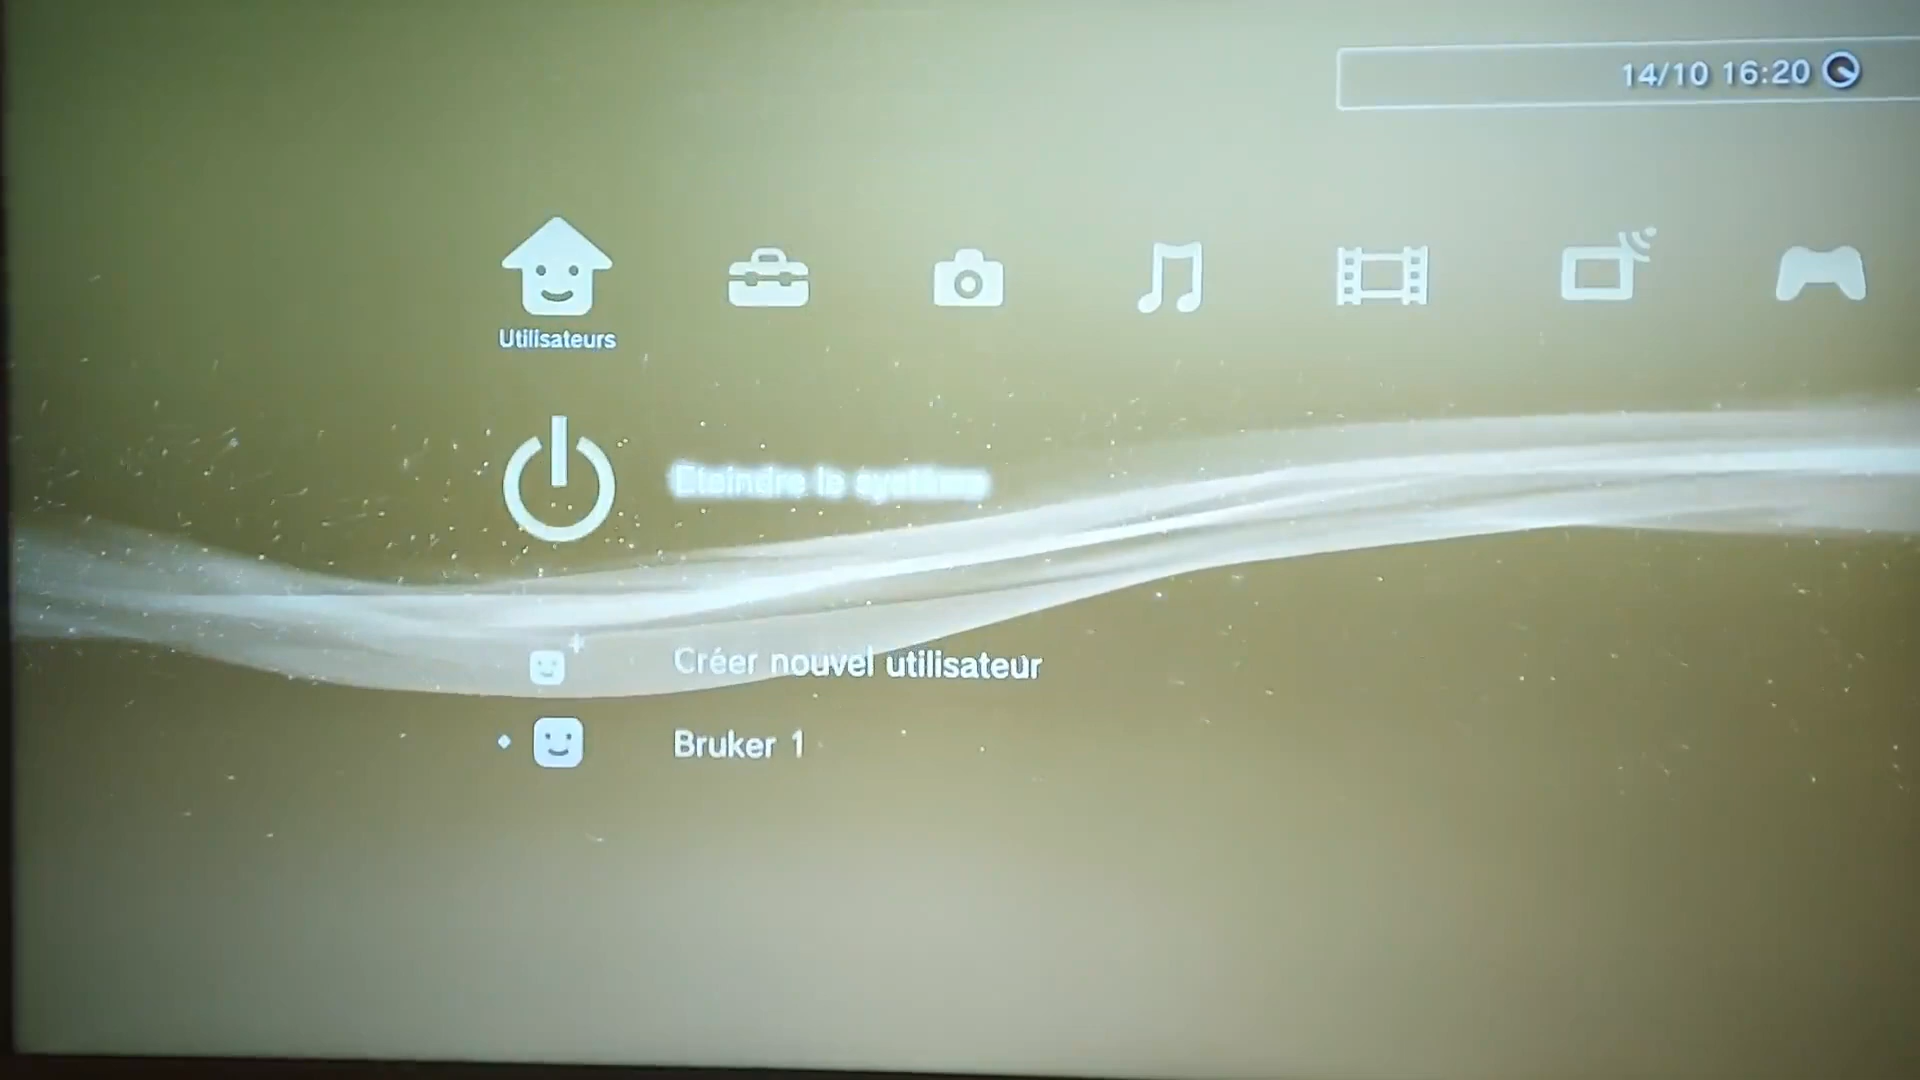 14/10 16:20
Utilisateurs
Eteindre le système
Créer nouvel utilisateur
Bruker 1